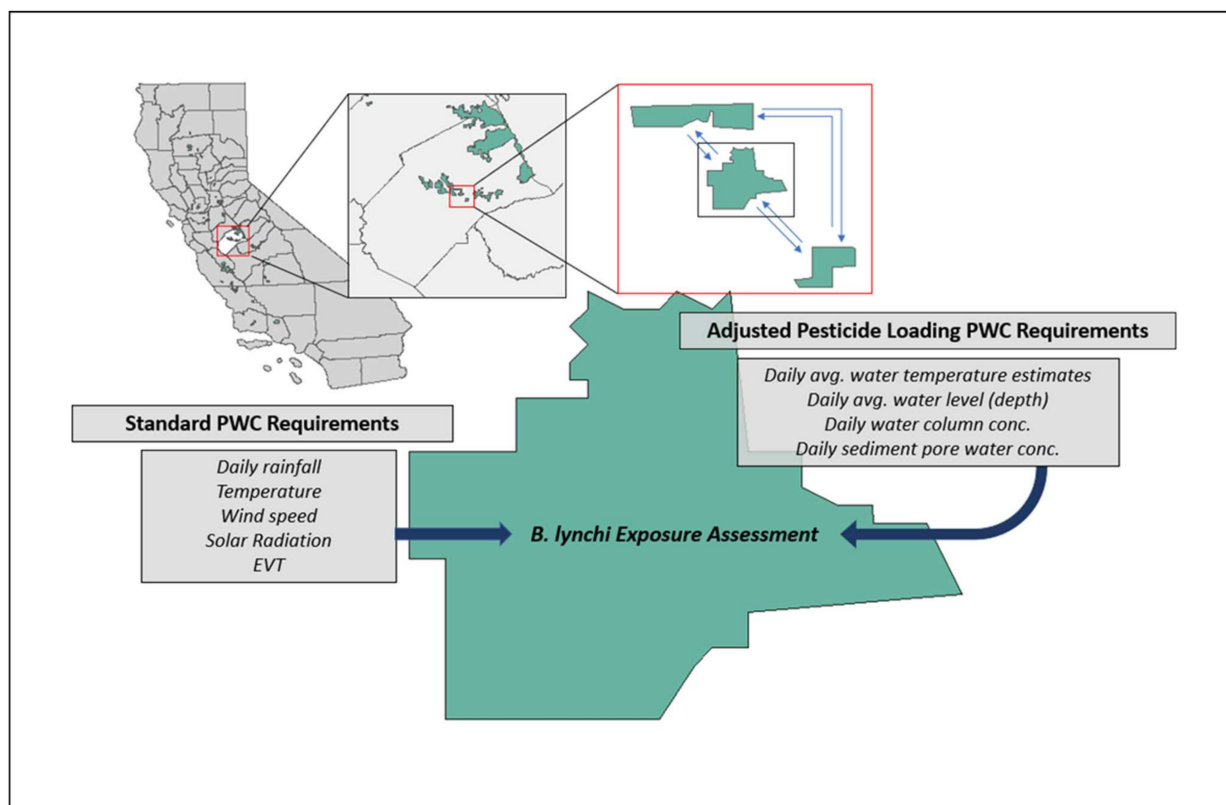 Adjusted Pesticide Loading PWC Requirements
Daily avg. water temperature estimates
Daily avg. water level (depth)
Daily water column conc.
Daily sediment pore water conc.
Standard PWC Requirements
Daily rainfall
Temperature
Wind speed
Solar Radiation
EVT
B. lynchi Exposure Assessment